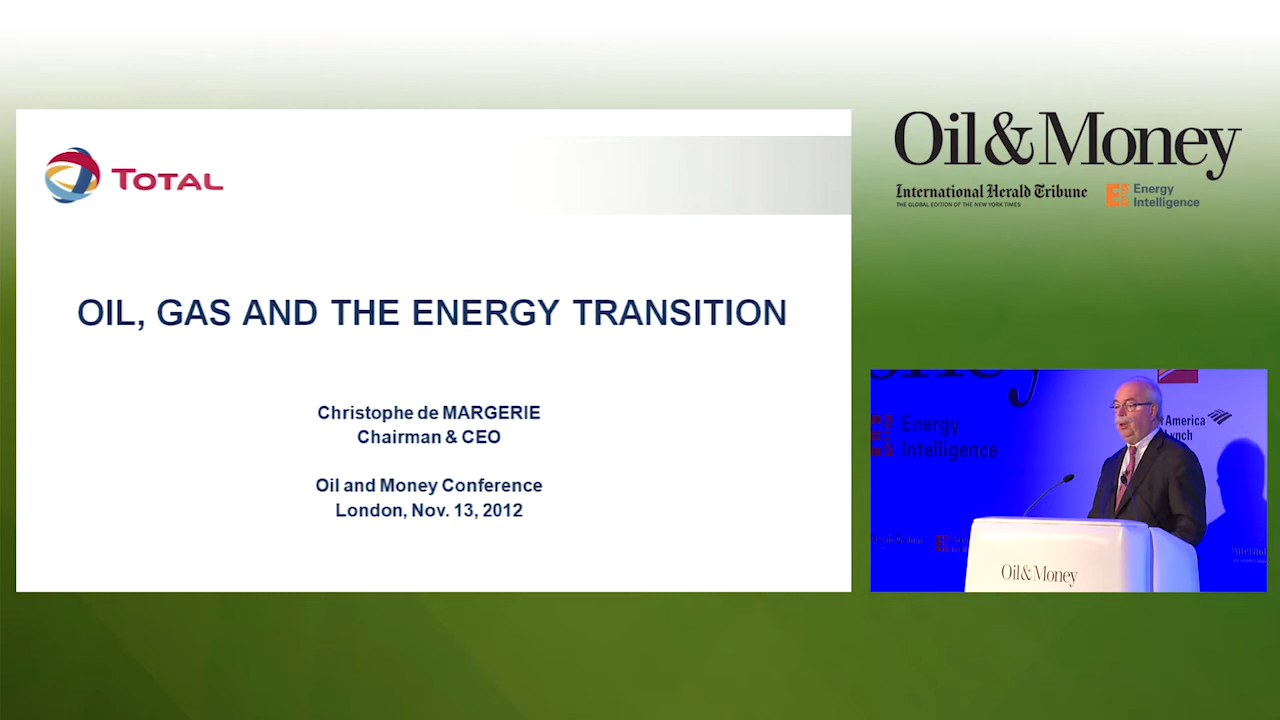 TOTAL
OIL, GAS AND THE ENERGY TRANSITION
Christophe de MARGERIE
Chairman & CEO
Oil and Money Conference
London, Nov. 13, 2012
Oil&Money
International Herald Tribune
THE GLOBAL EDITION OF THE NEW YORK TIMES
Energy
Intelligence
Energy
Intelligence
America
Oil&Money